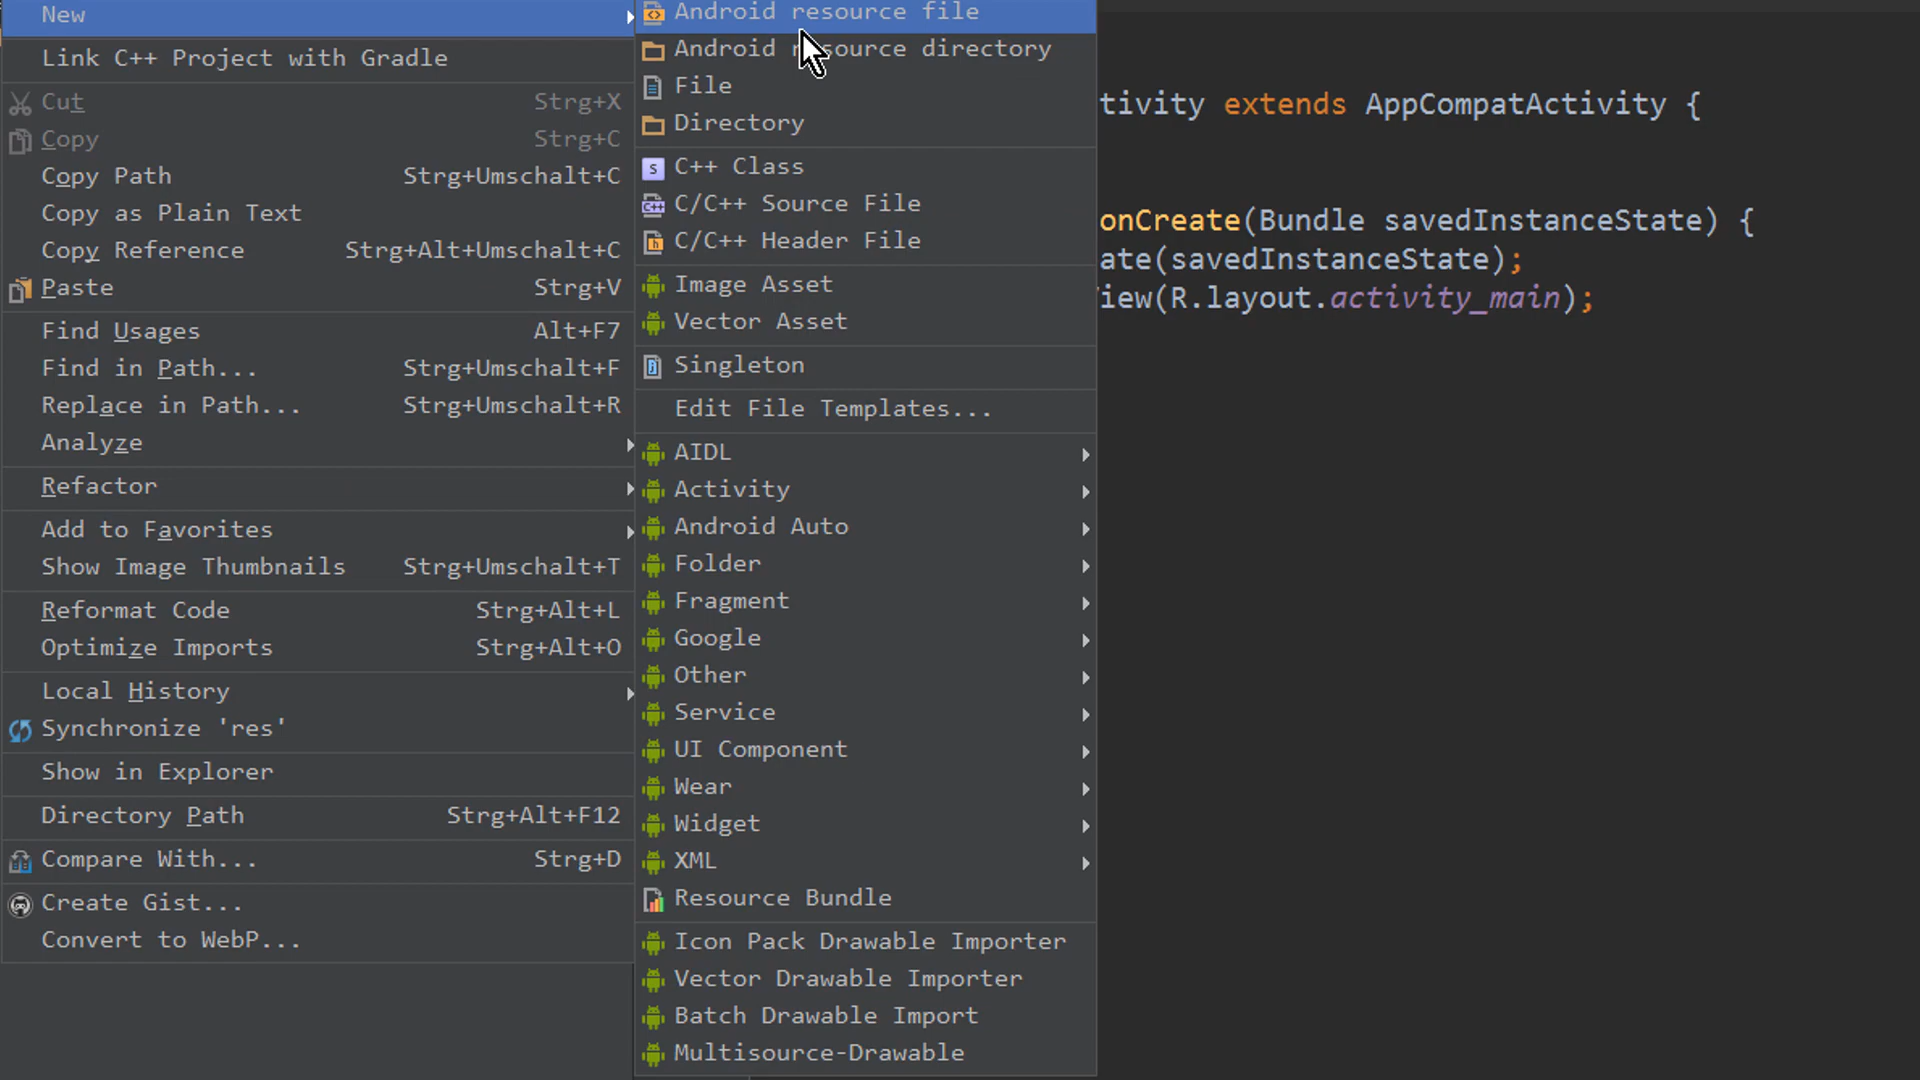 New
Link C++ Project with Gradle
Cut Strg+X
Copy Strg+C
Copy Path Strg+Umschalt+C
Copy as Plain Text
Copy Reference Strg+Alt+Umschalt+C
Paste Strg+V
Find Usages Alt+F7
Find in Path... Strg+Umschalt+F
Replace in Path... Strg+Umschalt+R
Analyze
Refactor
Add to Favorites
Show Image Thumbnails Strg+Umschalt+T
Reformat Code Strg+Alt+L
Optimize Imports Strg+Alt+O
Local History
Synchronize 'res'
Show in Explorer
Directory Path Strg+Alt+F12
Compare With... Strg+D
Create Gist...
Convert to WebP...
Android resource file
Android resource directory
File
Directory
C++ Class
C/C++ Source File
C/C++ Header File
Image Asset
Vector Asset
Singleton
Edit File Templates...
AIDL
Activity
Android Auto
Folder
Fragment
Google
Other
Service
UI Component
Wear
Widget
XML
Resource Bundle
Icon Pack Drawable Importer
Vector Drawable Importer
Batch Drawable Import
Multisource-Drawable
tivity extends AppCompatActivity {
onCreate(Bundle savedInstanceState) {
ate(savedInstanceState);
iew(R.layout.activity_main);